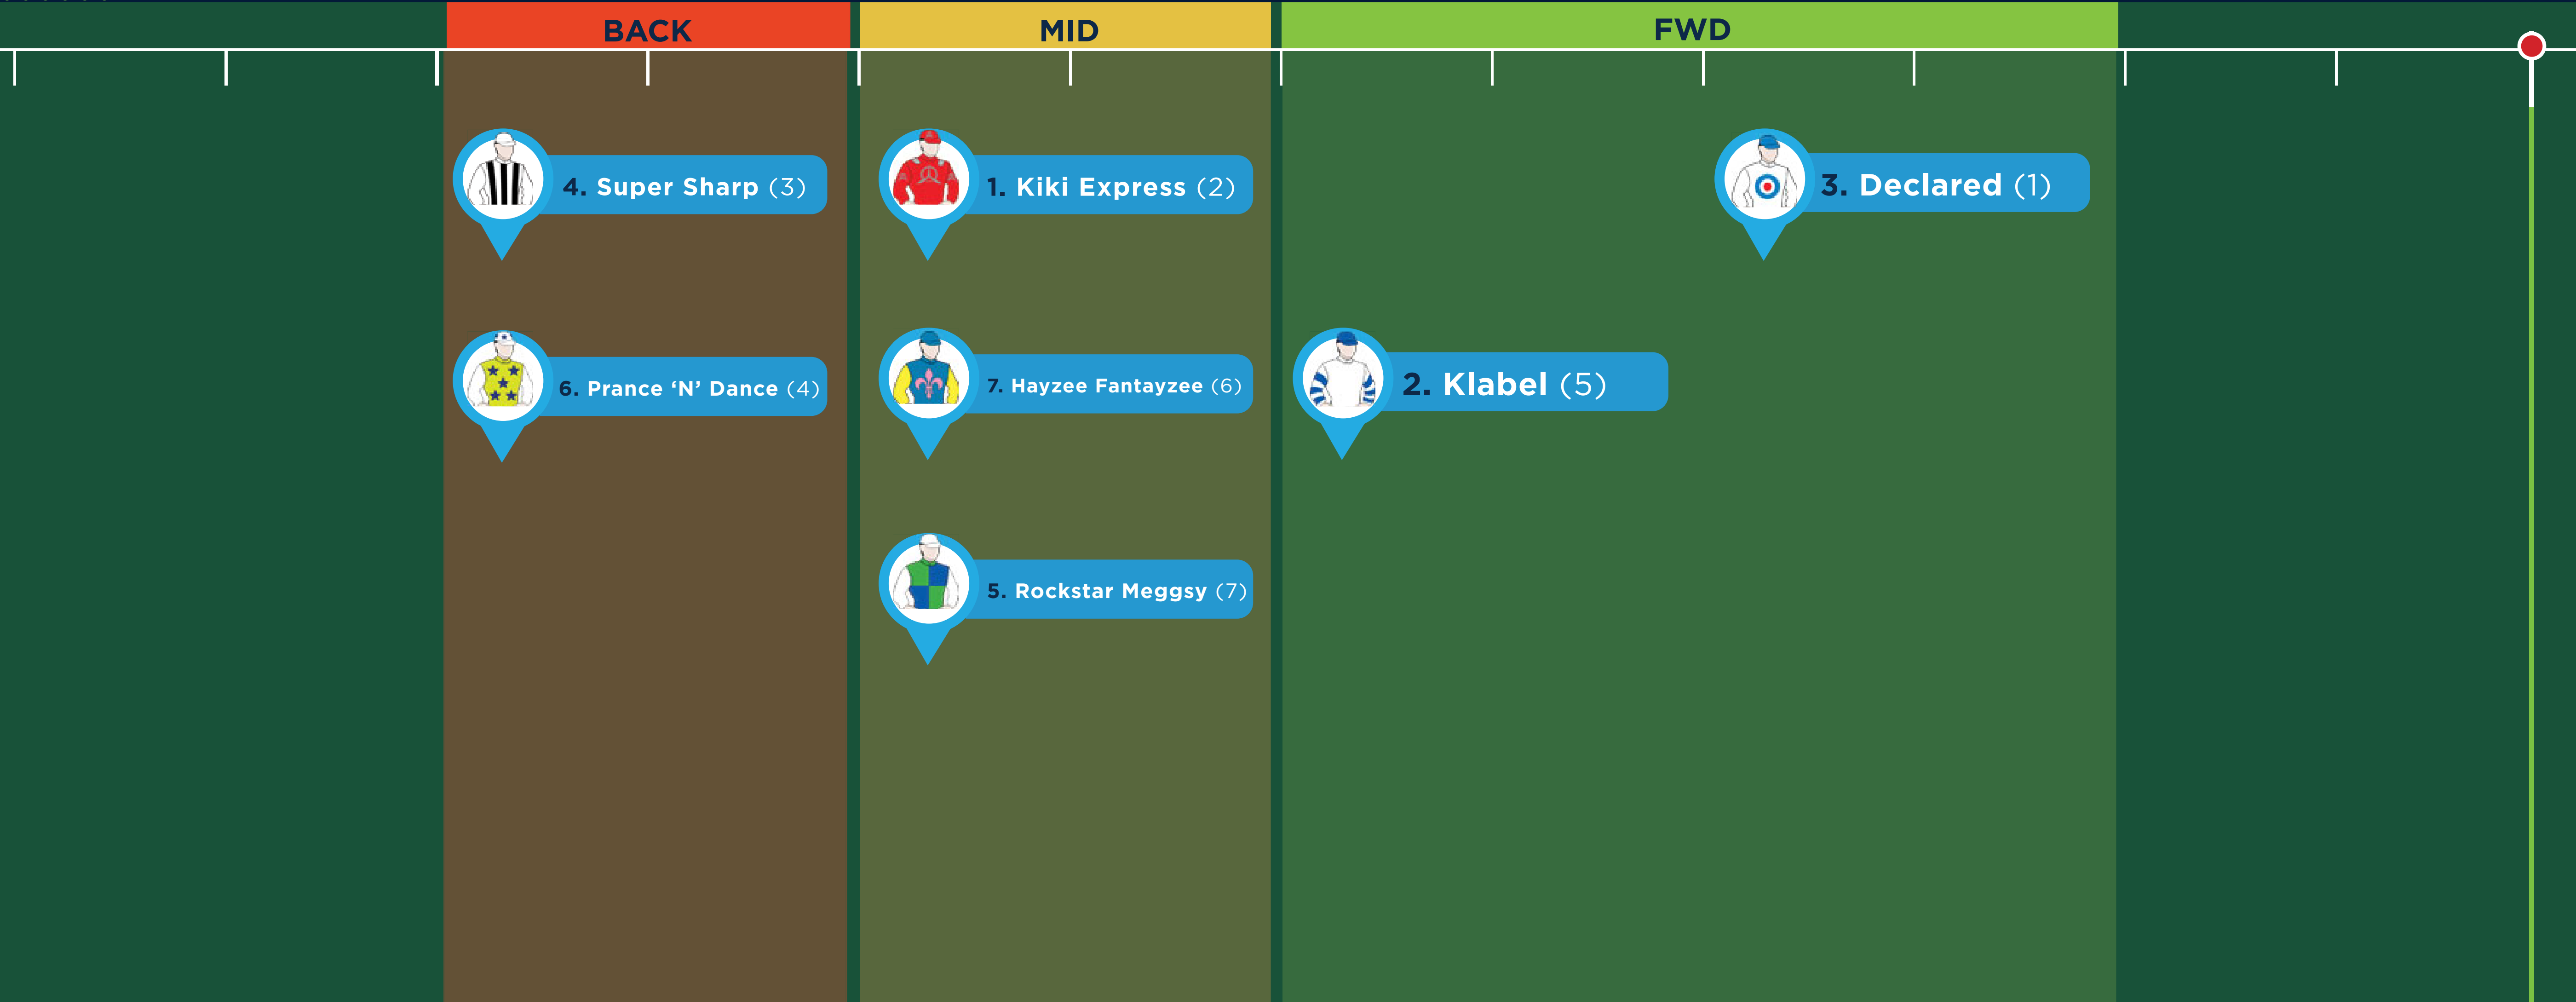 BACK MID FWD
4. Super Sharp (3) 1. Kiki Express (2) 3. Declared (1)
6. Prance ‘N’ Dance (4) 7. Hayzee Fantayzee (6) 2. Klabel (5)
5. Rockstar Meggsy (7)